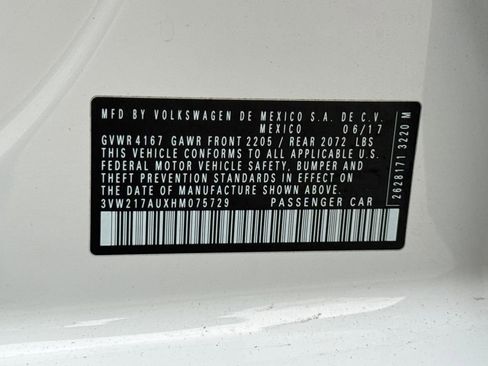 MFD BY VOLKSWAGEN DE MEXICO S.A. DE C.V.
MEXICO 06/17
GVWR 4167 GAWR FRONT 2205 / REAR 2072 LBS
THIS VEHICLE CONFORMS TO ALL APPLICABLE U.S.
FEDERAL MOTOR VEHICLE SAFETY, BUMPER AND
THEFT PREVENTION STANDARDS IN EFFECT ON
THE DATE OF MANUFACTURE SHOWN ABOVE.
3VW217AUXHM075729 PASSENGER CAR
2628171 3220 M